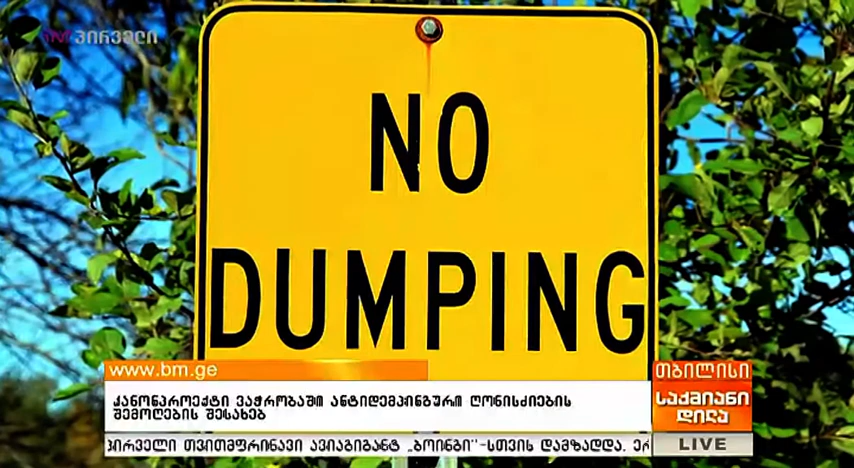 BM პირველი
NO
DUMPING
www.bm.ge
თბილისი
კანონპროექტი ვაჭრობაში ანტიდემპინგური ღონისძიების
შემოღების შესახებ
საქმიანი
დილა
პირველი თვითმფრინავი ავიაგიგანტ „ბოინგი“-სთვის დამზადდა.
LIVE